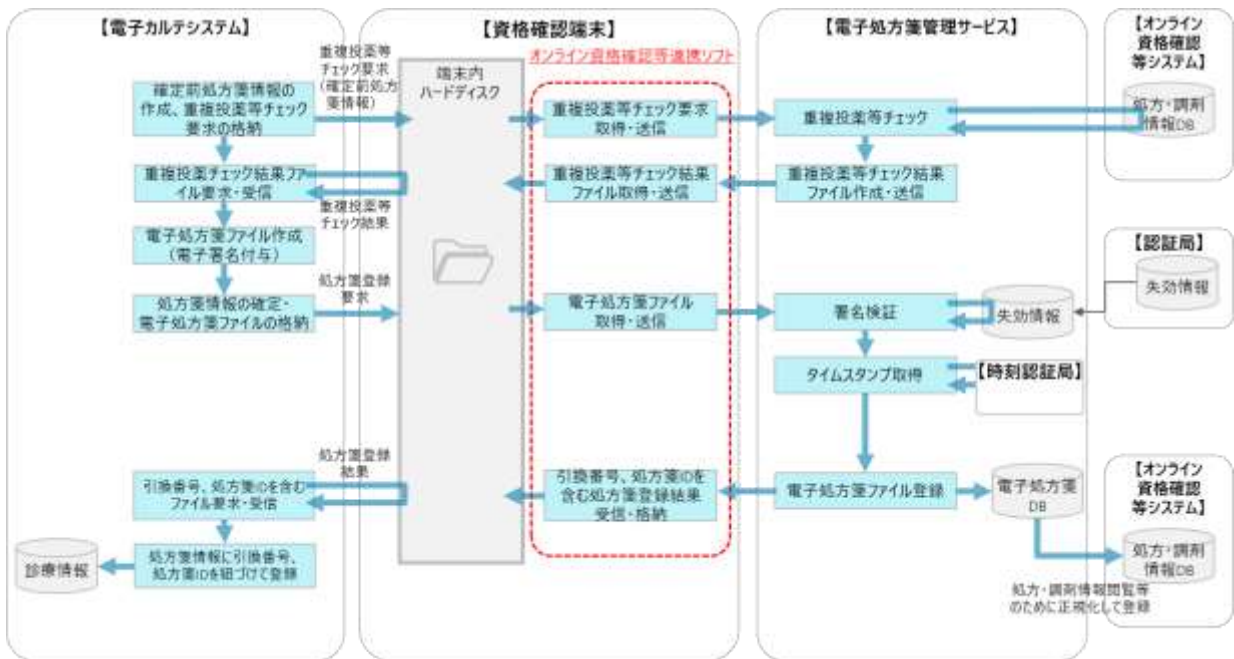 【電子カルテシステム】
確定前処方箋情報の
作成、重複投薬等チェック
要求の格納
重複投薬チェック結果ファ
イル要求・受信
電子処方箋ファイル作成
(電子署名付与)
処方箋情報の確定・
電子処方箋ファイルの格納
引換番号、処方箋IDを含む
ファイル要求・受信
処方箋情報に引換番号、
処方箋IDを紐づけて登録
診療情報
重複投薬等
チェック要求
(確定前処方
箋情報)
重複投薬等
チェック結果
処方箋登録
要求
処方箋登録
結果
【資格確認端末】
オンライン資格確認等連携ソフト
端末内
ハードディスク
重複投薬等チェック要求
取得・送信
重複投薬等チェック結果
ファイル取得・送信
電子処方箋ファイル
取得・送信
引換番号、処方箋IDを
含む処方箋登録結果
受信・格納
【電子処方箋管理サービス】
重複投薬等チェック
重複投薬等チェック結果
ファイル作成・送信
署名検証
失効情報
タイムスタンプ取得
【時刻認証局】
電子処方箋ファイル登録
電子処方箋
DB
処方・調剤情報閲覧等
のために正規化して登録
【オンライン
資格確認
等システム】
処方・調剤
情報DB
【認証局】
失効情報
【オンライン
資格確認
等システム】
処方・調剤
情報DB